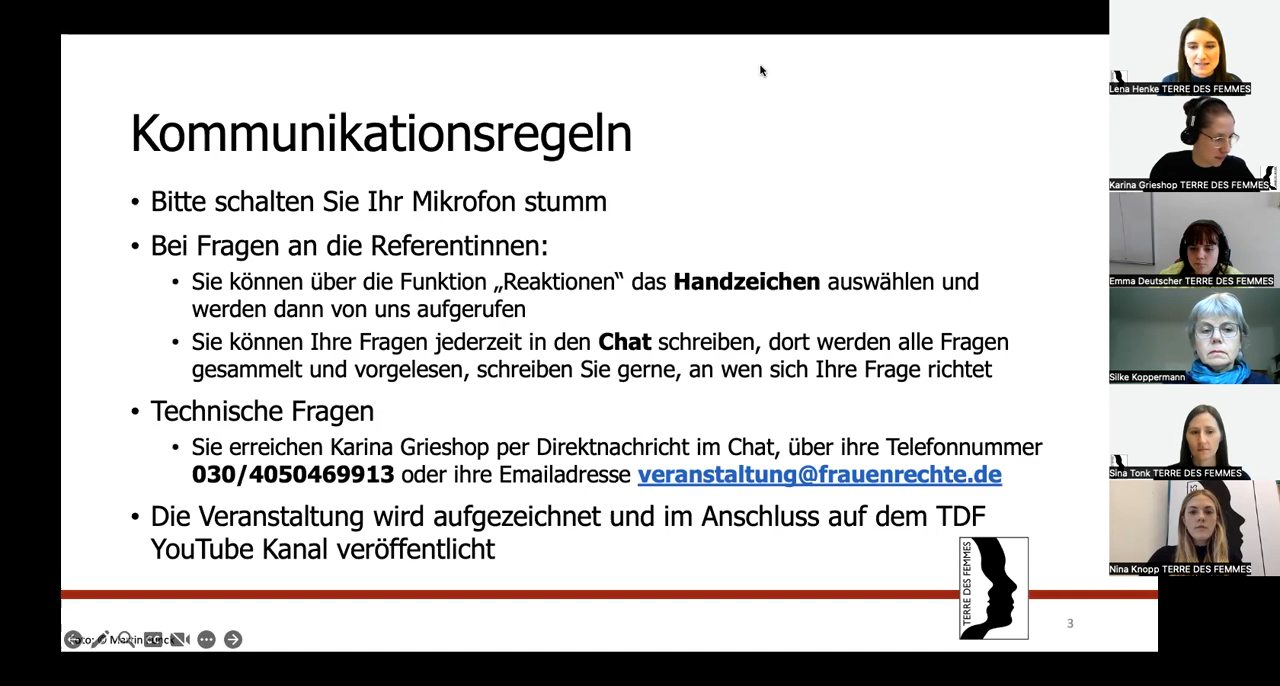 Kommunikationsregeln
• Bitte schalten Sie Ihr Mikrofon stumm
• Bei Fragen an die Referentinnen:
• Sie können über die Funktion „Reaktionen“ das Handzeichen auswählen und
werden dann von uns aufgerufen
• Sie können Ihre Fragen jederzeit in den Chat schreiben, dort werden alle Fragen
gesammelt und vorgelesen, schreiben Sie gerne, an wen sich Ihre Frage richtet
• Technische Fragen
• Sie erreichen Karina Grieshop per Direktnachricht im Chat, über ihre Telefonnummer
030/4050469913 oder ihre Emailadresse veranstaltung@frauenrechte.de
• Die Veranstaltung wird aufgezeichnet und im Anschluss auf dem TDF
YouTube Kanal veröffentlicht
TERRE DES FEMMES
3
© Martin
Lena Henke TERRE DES FEMMES
Karina Grieshop TERRE DES FEMMES
Emma Deutscher TERRE DES FEMMES
Silke Koppermann
Sina Tonk TERRE DES FEMMES
Nina Knopp TERRE DES FEMMES